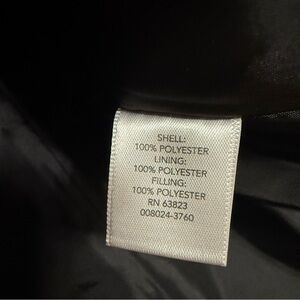 SHELL:
100% POLYESTER
LINING:
100% POLYESTER
FILLING:
100% POLYESTER
RN 63823
008024-3760